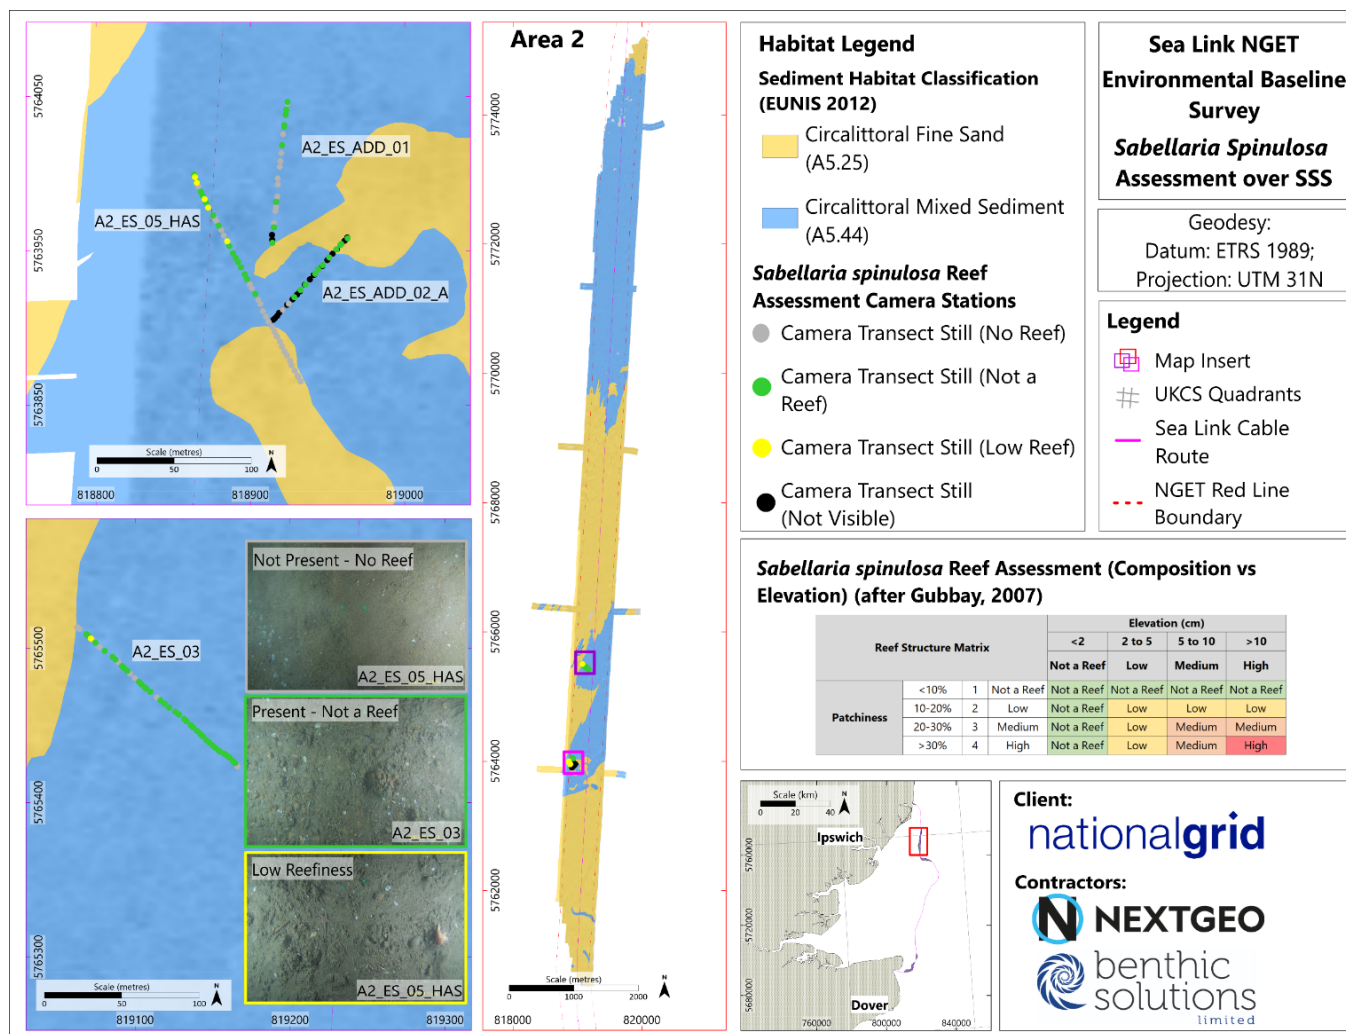 5764050
5763950
5763850
A2_ES_ADD_01
A2_ES_05_HAS
A2_ES_ADD_02_A
Scale (metres)
N
0 50 100
818800 818900 819000
5765500
5765400
5765300
A2_ES_03
Not Present - No Reef
A2_ES_05_HAS
Present - Not a Reef
A2_ES_03
Low Reefiness
A2_ES_05_HAS
Scale (metres)
N
0 50 100
819100 819200 819300
Area 2
5774000
5772000
5770000
5768000
5766000
5764000
5762000
Scale (metres)
N
0 1000 2000
818000 820000
Habitat Legend
Sediment Habitat Classification
(EUNIS 2012)
Circalittoral Fine Sand
(A5.25)
Circalittoral Mixed Sediment
(A5.44)
Sabellaria spinulosa Reef
Assessment Camera Stations
Camera Transect Still (No Reef)
Camera Transect Still (Not a
Reef)
Camera Transect Still (Low Reef)
Camera Transect Still
(Not Visible)
Sea Link NGET
Environmental Baseline
Survey
Sabellaria Spinulosa
Assessment over SSS
Geodesy:
Datum: ETRS 1989;
Projection: UTM 31N
Legend
Map Insert
UKCS Quadrants
Sea Link Cable
Route
NGET Red Line
Boundary
Sabellaria spinulosa Reef Assessment (Composition vs
Elevation) (after Gubbay, 2007)
Reef Structure Matrix
Elevation (cm)
<2 2 to 5 5 to 10 >10
Not a Reef Low Medium High
Patchiness
<10% 1 Not a Reef Not a Reef Not a Reef Not a Reef Not a Reef
10-20% 2 Low Not a Reef Low Low Low
20-30% 3 Medium Not a Reef Low Medium Medium
>30% 4 High Not a Reef Low Medium High
Scale (km)
N
0 20 40
Ipswich
Dover
5760000
5720000
5680000
760000 800000 840000
Client:
nationalgrid
Contractors:
N NEXTGEO
benthic
solutions
limited